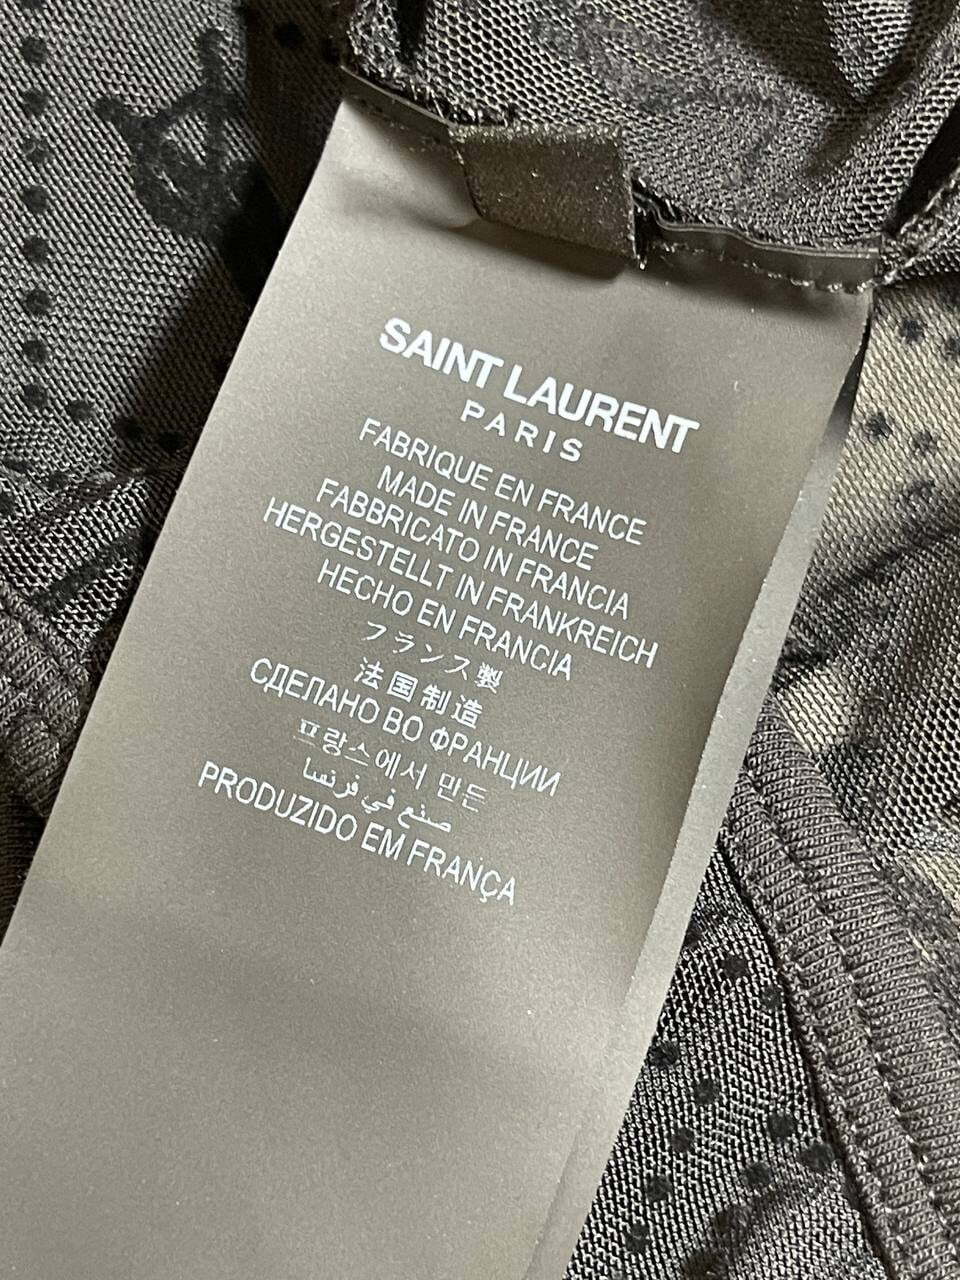 SAINT LAURENT
PARIS
FABRIQUE EN FRANCE
MADE IN FRANCE
FABBRICATO IN FRANCIA
HERGESTELLT IN FRANKREICH
HECHO EN FRANCIA
フランス製
法国制造
СДЕЛАНО ВО ФРАНЦИИ
프랑스에서 만든
صنع في فرنسا
PRODUZIDO EM FRANÇA